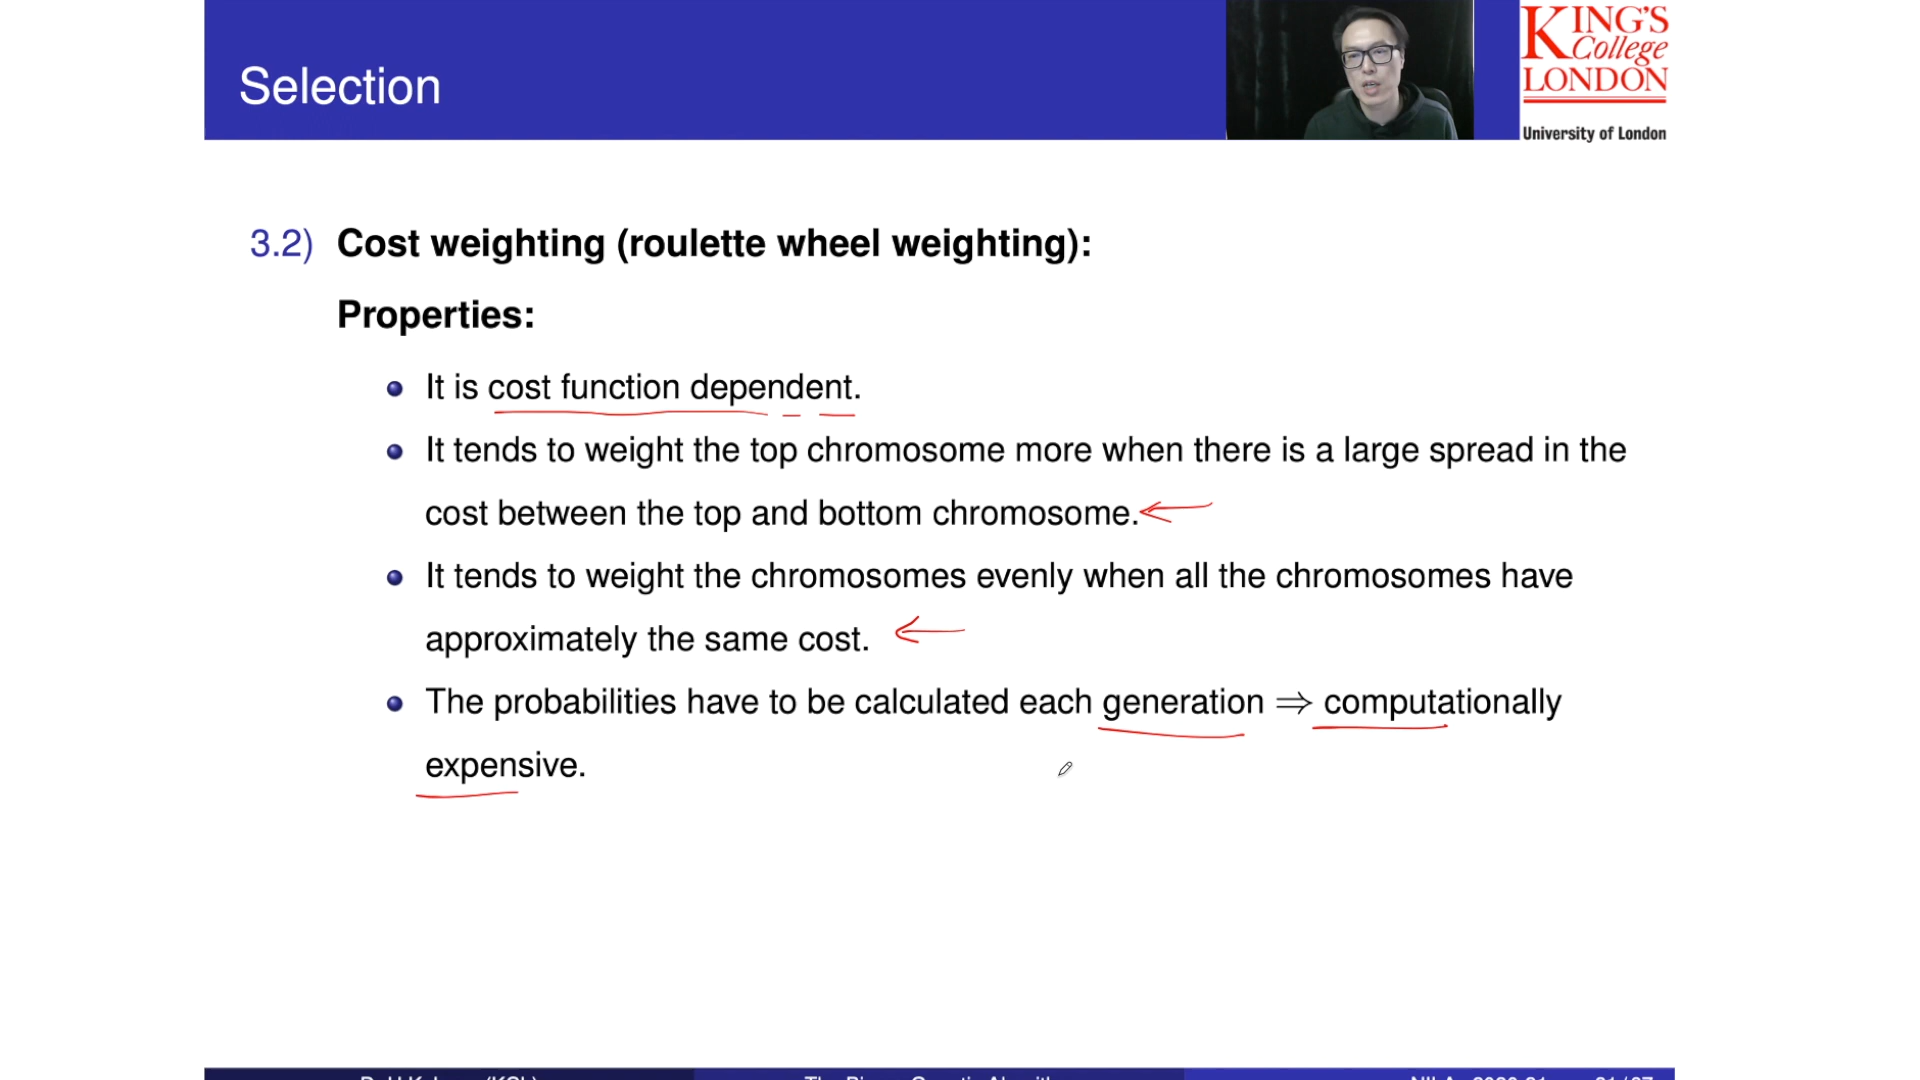 Selection
KING'S
College
LONDON
University of London
3.2) Cost weighting (roulette wheel weighting):
Properties:
It is cost function dependent.
It tends to weight the top chromosome more when there is a large spread in the
cost between the top and bottom chromosome.
It tends to weight the chromosomes evenly when all the chromosomes have
approximately the same cost.
The probabilities have to be calculated each generation ⇒ computationally
expensive.